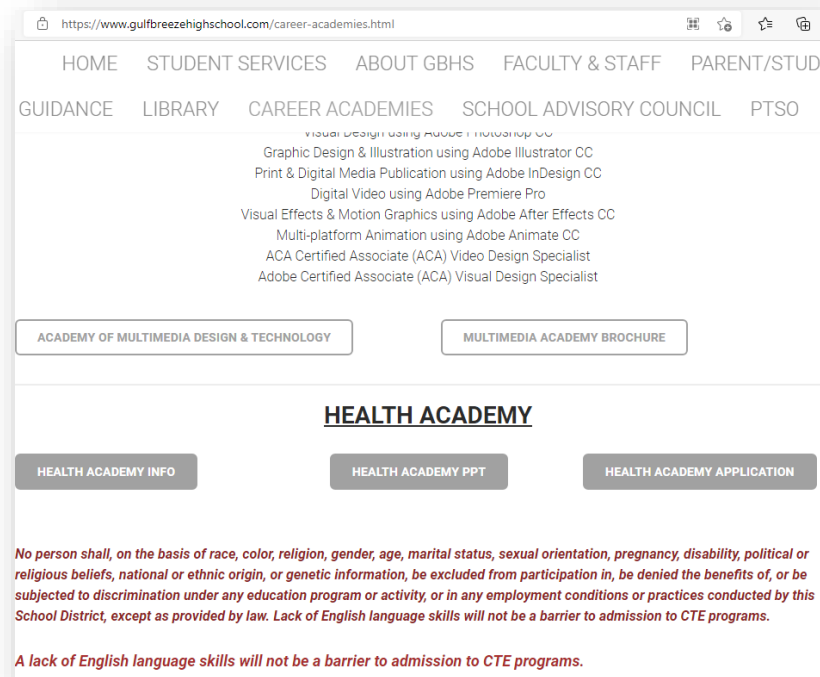 https://www.gulfbreezehighschool.com/career-academies.html
HOME STUDENT SERVICES ABOUT GBHS FACULTY & STAFF PARENT/STUD
GUIDANCE LIBRARY CAREER ACADEMIES SCHOOL ADVISORY COUNCIL PTSO
Visual Design using Adobe Photoshop CC
Graphic Design & Illustration using Adobe Illustrator CC
Print & Digital Media Publication using Adobe InDesign CC
Digital Video using Adobe Premiere Pro
Visual Effects & Motion Graphics using Adobe After Effects CC
Multi-platform Animation using Adobe Animate CC
ACA Certified Associate (ACA) Video Design Specialist
Adobe Certified Associate (ACA) Visual Design Specialist
ACADEMY OF MULTIMEDIA DESIGN & TECHNOLOGY MULTIMEDIA ACADEMY BROCHURE
HEALTH ACADEMY
HEALTH ACADEMY INFO HEALTH ACADEMY PPT HEALTH ACADEMY APPLICATION
No person shall, on the basis of race, color, religion, gender, age, marital status, sexual orientation, pregnancy, disability, political or
religious beliefs, national or ethnic origin, or genetic information, be excluded from participation in, be denied the benefits of, or be
subjected to discrimination under any education program or activity, or in any employment conditions or practices conducted by this
School District, except as provided by law. Lack of English language skills will not be a barrier to admission to CTE programs.
A lack of English language skills will not be a barrier to admission to CTE programs.